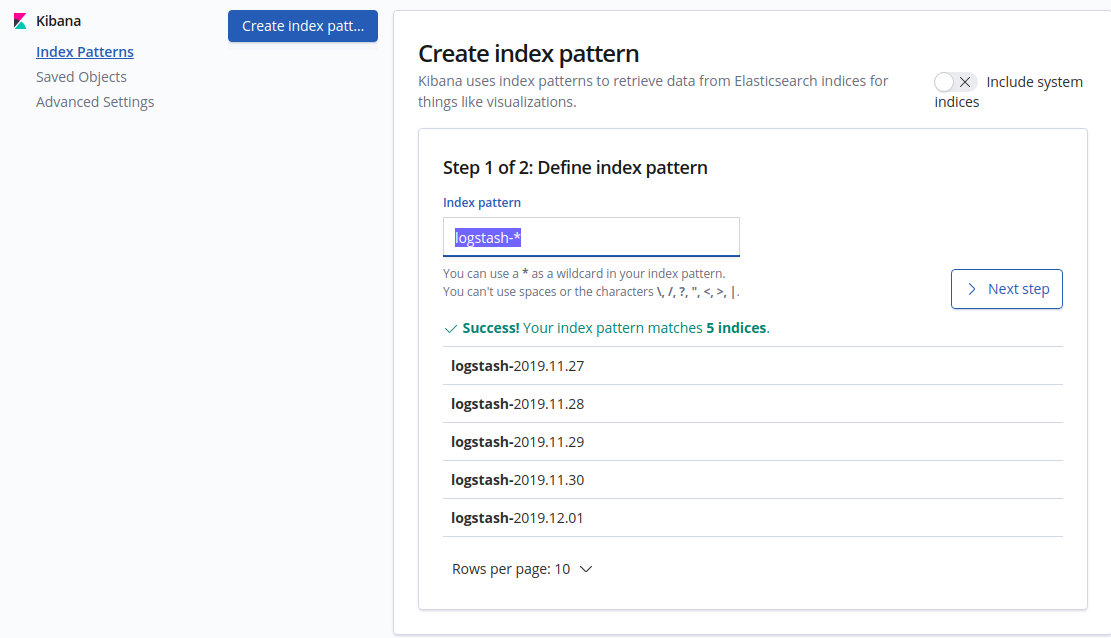 Kibana
Index Patterns
Saved Objects
Advanced Settings
Create index patt...
Create index pattern
Kibana uses index patterns to retrieve data from Elasticsearch indices for
things like visualizations.
Include system
indices
Step 1 of 2: Define index pattern
Index pattern
logstash-*
You can use a * as a wildcard in your index pattern.
You can't use spaces or the characters \, /, ?, ", <, >, |.
Next step
Success! Your index pattern matches 5 indices.
logstash-2019.11.27
logstash-2019.11.28
logstash-2019.11.29
logstash-2019.11.30
logstash-2019.12.01
Rows per page: 10